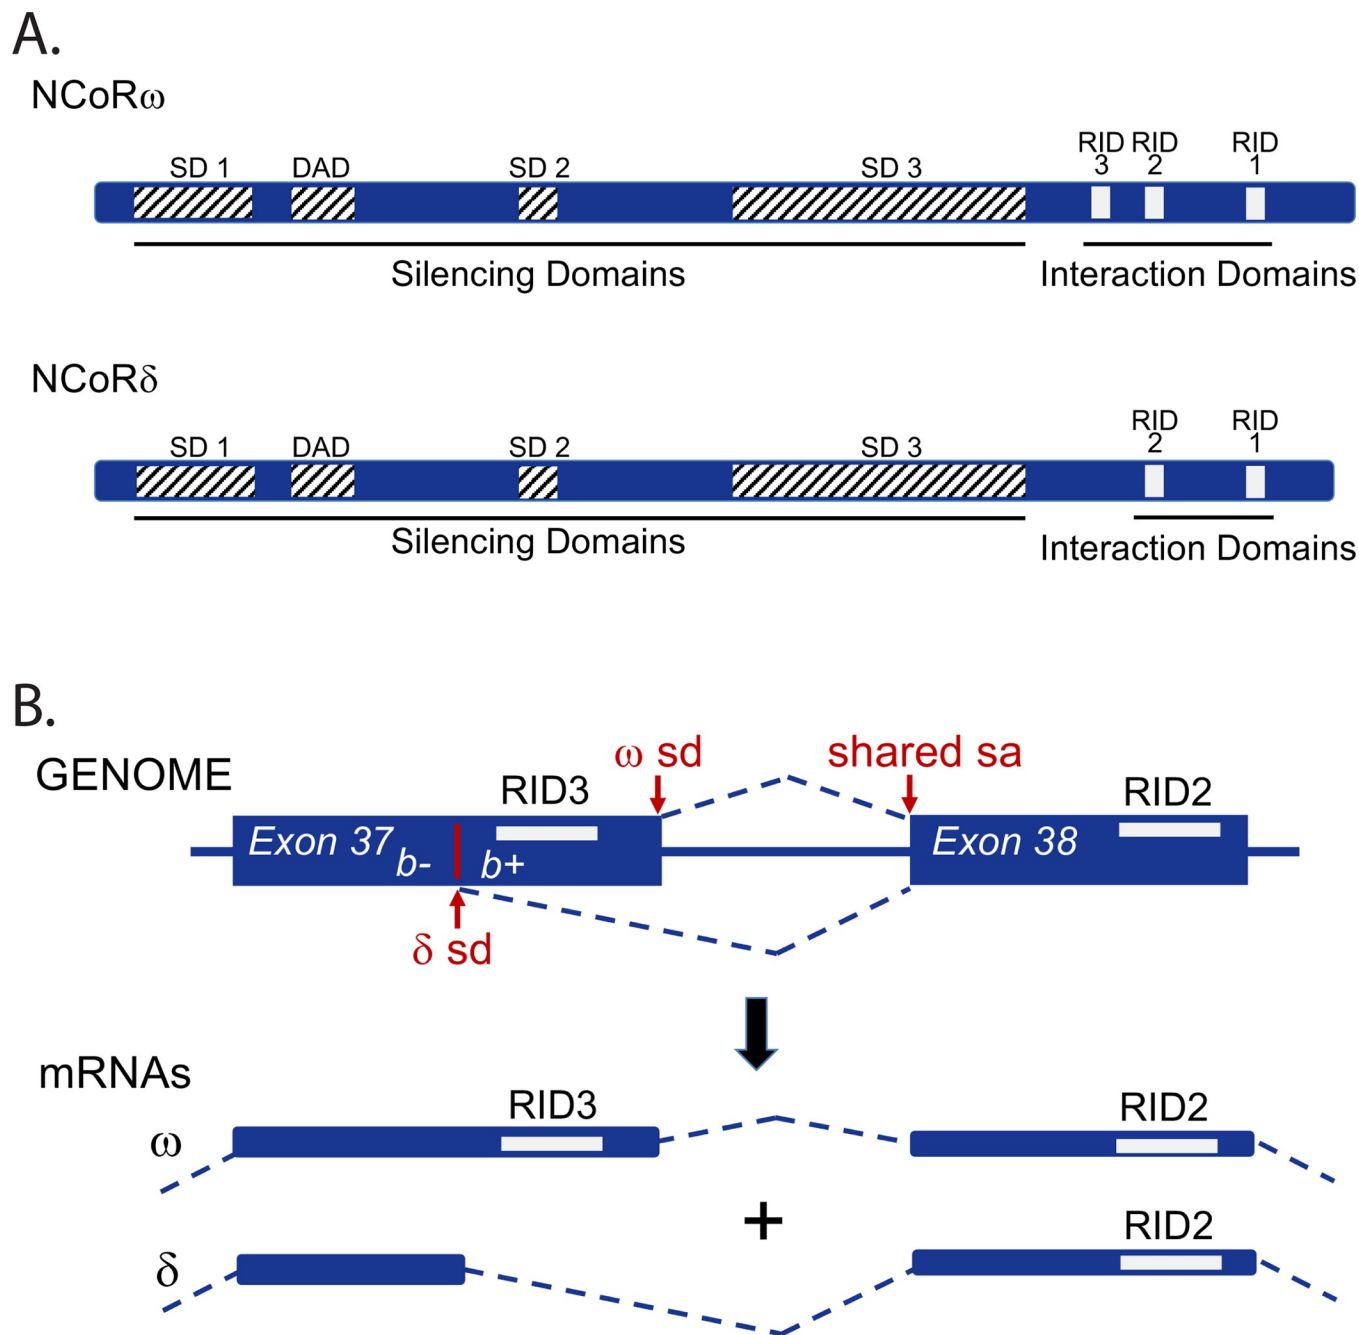 A.
NCoRω
SD 1 DAD SD 2 SD 3 RID 3 RID 2 RID 1
Silencing Domains Interaction Domains
NCoRδ
SD 1 DAD SD 2 SD 3 RID 2 RID 1
Silencing Domains Interaction Domains
B.
ω sd shared sa
GENOME RID3 RID2
Exon 37 b- b+ Exon 38
δ sd
mRNAs
RID3 RID2
ω
+
RID2
δ